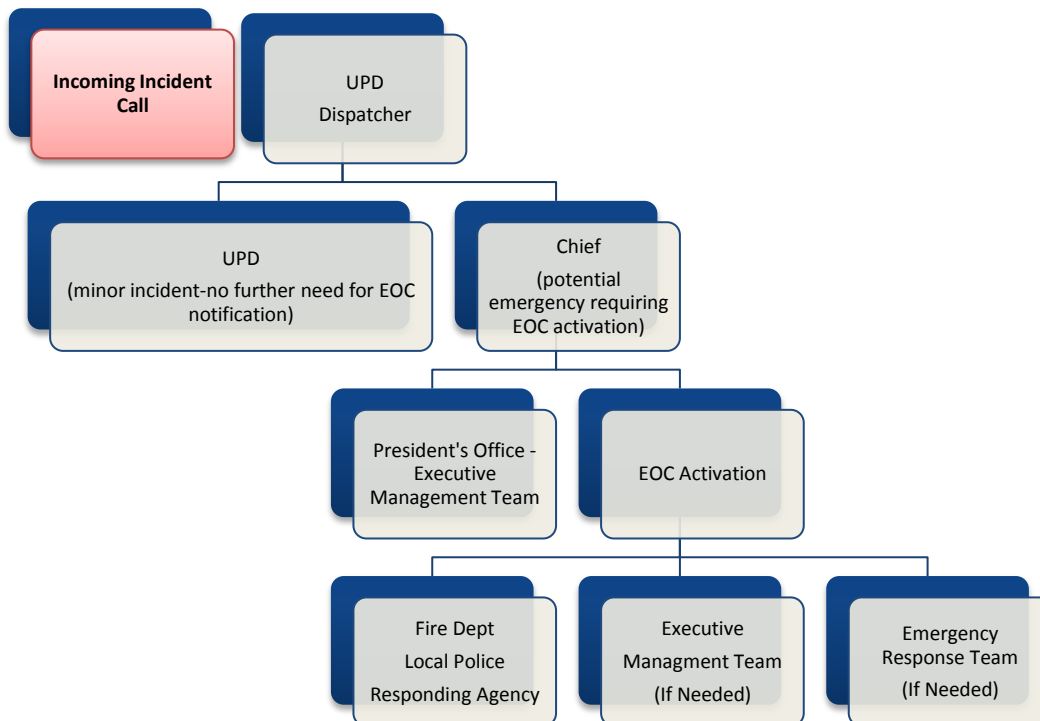 Incoming Incident
Call
UPD
Dispatcher
UPD
(minor incident-no further need for EOC
notification)
Chief
(potential
emergency requiring
EOC activation)
President's Office -
Executive
Management Team
EOC Activation
Fire Dept
Local Police
Responding Agency
Executive
Managment Team
(If Needed)
Emergency
Response Team
(If Needed)